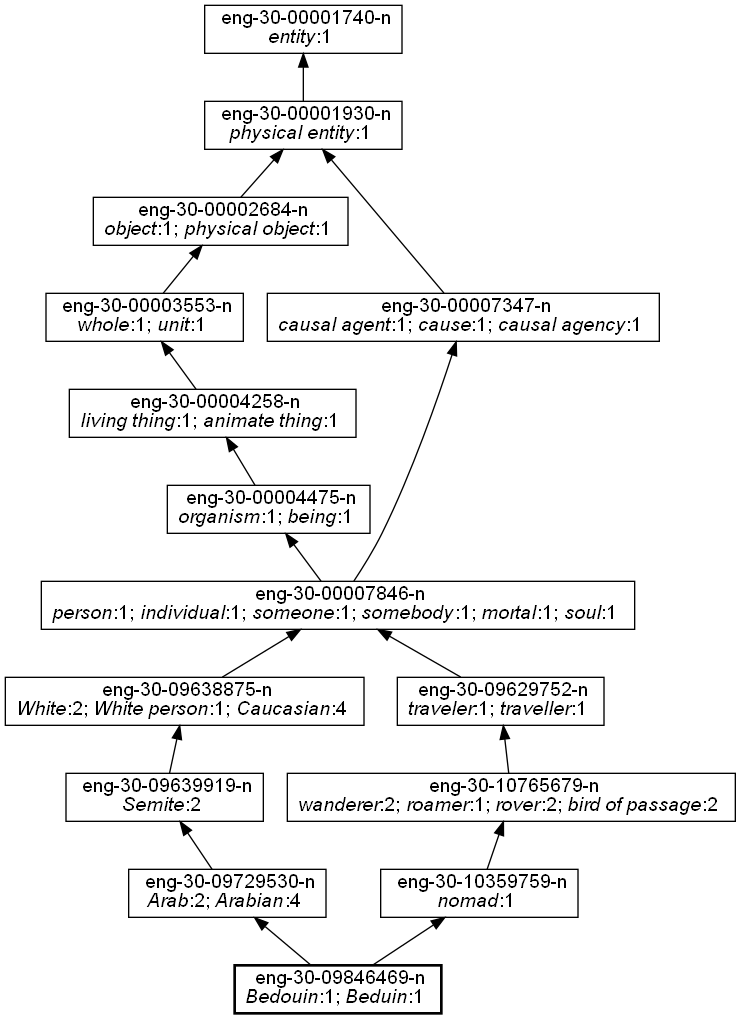 eng-30-00001740-n
entity:1
eng-30-00001930-n
physical entity:1
eng-30-00002684-n
object:1; physical object:1
eng-30-00003553-n
whole:1; unit:1
eng-30-00007347-n
causal agent:1; cause:1; causal agency:1
eng-30-00004258-n
living thing:1; animate thing:1
eng-30-00004475-n
organism:1; being:1
eng-30-00007846-n
person:1; individual:1; someone:1; somebody:1; mortal:1; soul:1
eng-30-09638875-n
White:2; White person:1; Caucasian:4
eng-30-09629752-n
traveler:1; traveller:1
eng-30-09639919-n
Semite:2
eng-30-10765679-n
wanderer:2; roamer:1; rover:2; bird of passage:2
eng-30-09729530-n
Arab:2; Arabian:4
eng-30-10359759-n
nomad:1
eng-30-09846469-n
Bedouin:1; Beduin:1